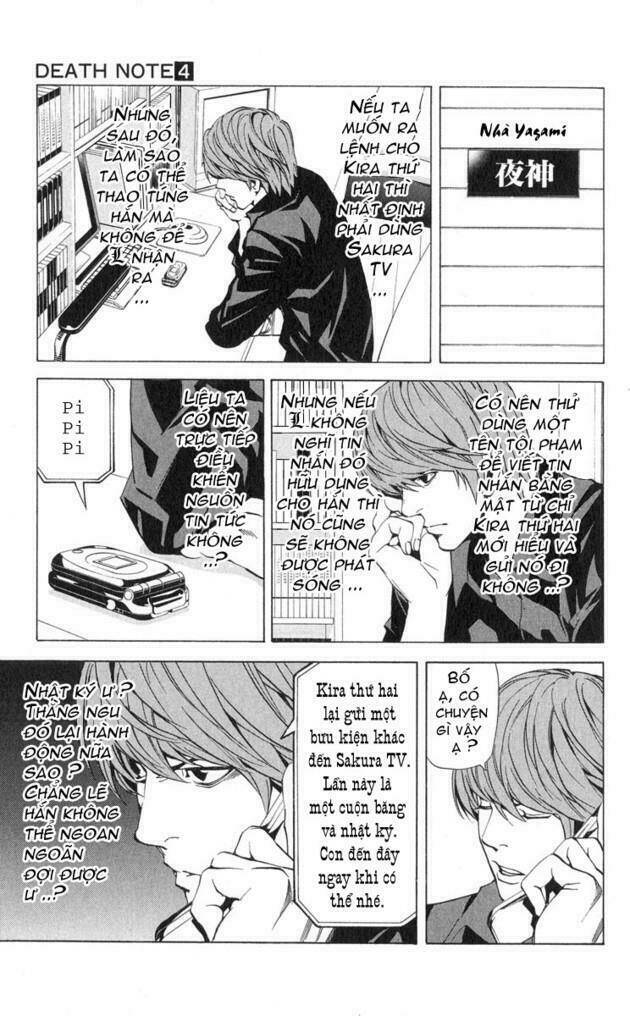 DEATH NOTE 4
Nhà Yagami
夜神
NẾU TA
MUỐN RA
LỆNH CHO
KIRA THỨ
HAI THÌ
NHẤT ĐỊNH
PHẢI DÙNG
SAKURA
TV
...
NHƯNG
SAU ĐÓ,
LÀM SAO
TA CÓ THỂ
THAO TÚNG
HẮN MÀ
KHÔNG ĐỂ
L NHẬN
RA
...
CÓ NÊN THỬ
DÙNG MỘT
TÊN TỘI PHẠM
ĐỂ VIẾT TIN
NHẮN BẰNG
MẬT TỪ CHỈ
KIRA THỨ HAI
MỚI HIỂU VÀ
GỬI NÓ ĐI
KHÔNG ...?
NHƯNG NẾU
L KHÔNG
NGHĨ TIN
NHẮN ĐÓ
HỮU DỤNG
CHO HẮN THÌ
NÓ CŨNG
SẼ KHÔNG
ĐƯỢC PHÁT
SÓNG ...
LIỆU TA
CÓ NÊN
TRỰC TIẾP
ĐIỀU
KHIỂN
NGUỒN
TIN TỨC
KHÔNG
...?
Pi
Pi
Pi
BỐ
Ạ, CÓ
CHUYỆN
GÌ VẬY
Ạ?
Kira thứ hai
lại gửi một
bưu kiện khác
đến Sakura TV.
Lần này là
một cuộn băng
và nhật ký.
Con đến đây
ngay khi có
thể nhé.
NHẬT KÝ Ư?
THẰNG NGU
ĐÓ LẠI HÀNH
ĐỘNG NỮA
SAO?
CHẲNG LẼ
HẮN KHÔNG
THỂ NGOAN
NGOÃN
ĐỢI ĐƯỢC
Ư ...?